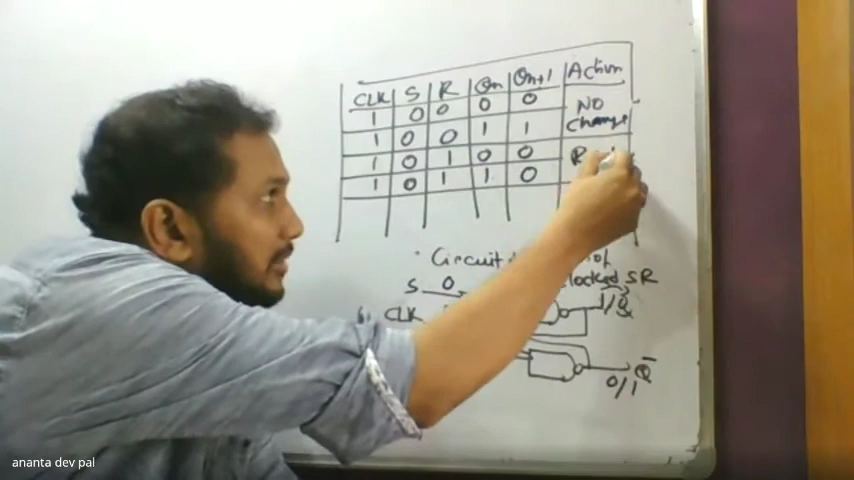 CLK S R Qn Qn+1 Action
1 0 0 0 0 NO
1 0 0 1 1 Change
1 0 1 0 0
1 0 1 1 0
Circuit of
Clocked SR
S 0
CLK
1/0
0/1 Q̅
ananta dev pal